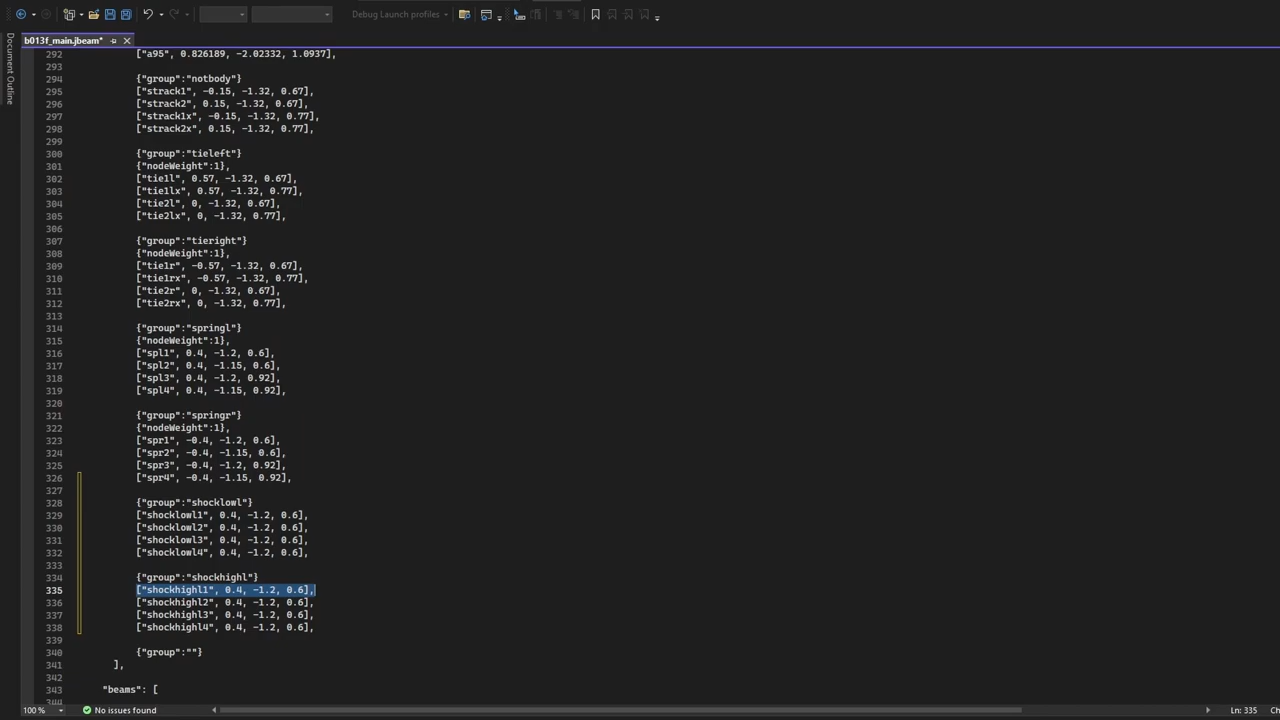 Debug Launch profiles
Document Outline
b013f_main.jbeam*
292 ["a95", 0.826189, -2.02332, 1.0937],
293
294 {"group":"notbody"}
295 ["strack1", -0.15, -1.32, 0.67],
296 ["strack2", 0.15, -1.32, 0.67],
297 ["strack1x", -0.15, -1.32, 0.77],
298 ["strack2x", 0.15, -1.32, 0.77],
299
300 {"group":"tieleft"}
301 {"nodeWeight":1},
302 ["tie1l", 0.57, -1.32, 0.67],
303 ["tie1lx", 0.57, -1.32, 0.77],
304 ["tie2l", 0, -1.32, 0.67],
305 ["tie2lx", 0, -1.32, 0.77],
306
307 {"group":"tieright"}
308 {"nodeWeight":1},
309 ["tie1r", -0.57, -1.32, 0.67],
310 ["tie1rx", -0.57, -1.32, 0.77],
311 ["tie2r", 0, -1.32, 0.67],
312 ["tie2rx", 0, -1.32, 0.77],
313
314 {"group":"springl"}
315 {"nodeWeight":1},
316 ["spl1", 0.4, -1.2, 0.6],
317 ["spl2", 0.4, -1.15, 0.6],
318 ["spl3", 0.4, -1.2, 0.92],
319 ["spl4", 0.4, -1.15, 0.92],
320
321 {"group":"springr"}
322 {"nodeWeight":1},
323 ["spr1", -0.4, -1.2, 0.6],
324 ["spr2", -0.4, -1.15, 0.6],
325 ["spr3", -0.4, -1.2, 0.92],
326 ["spr4", -0.4, -1.15, 0.92],
327
328 {"group":"shocklowl"}
329 ["shocklowl1", 0.4, -1.2, 0.6],
330 ["shocklowl2", 0.4, -1.2, 0.6],
331 ["shocklowl3", 0.4, -1.2, 0.6],
332 ["shocklowl4", 0.4, -1.2, 0.6],
333
334 {"group":"shockhighl"}
335 ["shockhighl1", 0.4, -1.2, 0.6],
336 ["shockhighl2", 0.4, -1.2, 0.6],
337 ["shockhighl3", 0.4, -1.2, 0.6],
338 ["shockhighl4", 0.4, -1.2, 0.6],
339
340 {"group":""}
341 ],
342
343 "beams": [
344
100 %
No issues found
Ln: 335
Ch